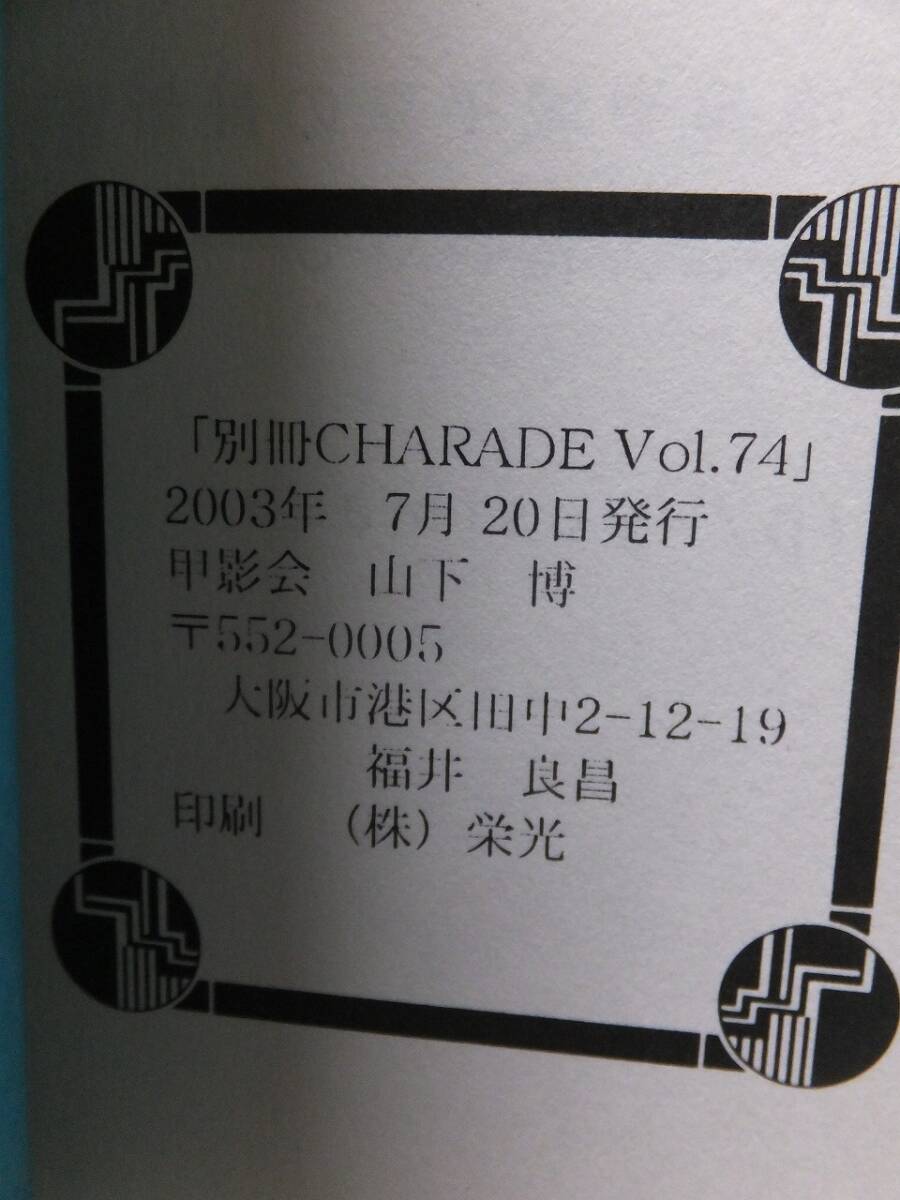 「別冊CHARADE Vol.74」
2003年 7月 20日発行
甲影会 山下 博
〒552-0005
大阪市港区田中2-12-19
福井 良昌
印刷 (株)栄光